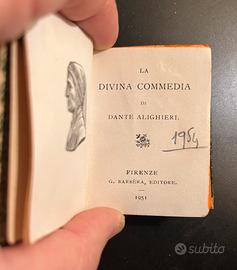 LA
DIVINA COMMEDIA
DI
DANTE ALIGHIERI.
1954
FIRENZE
G. BARBÈRA, EDITORE.
1951
subito